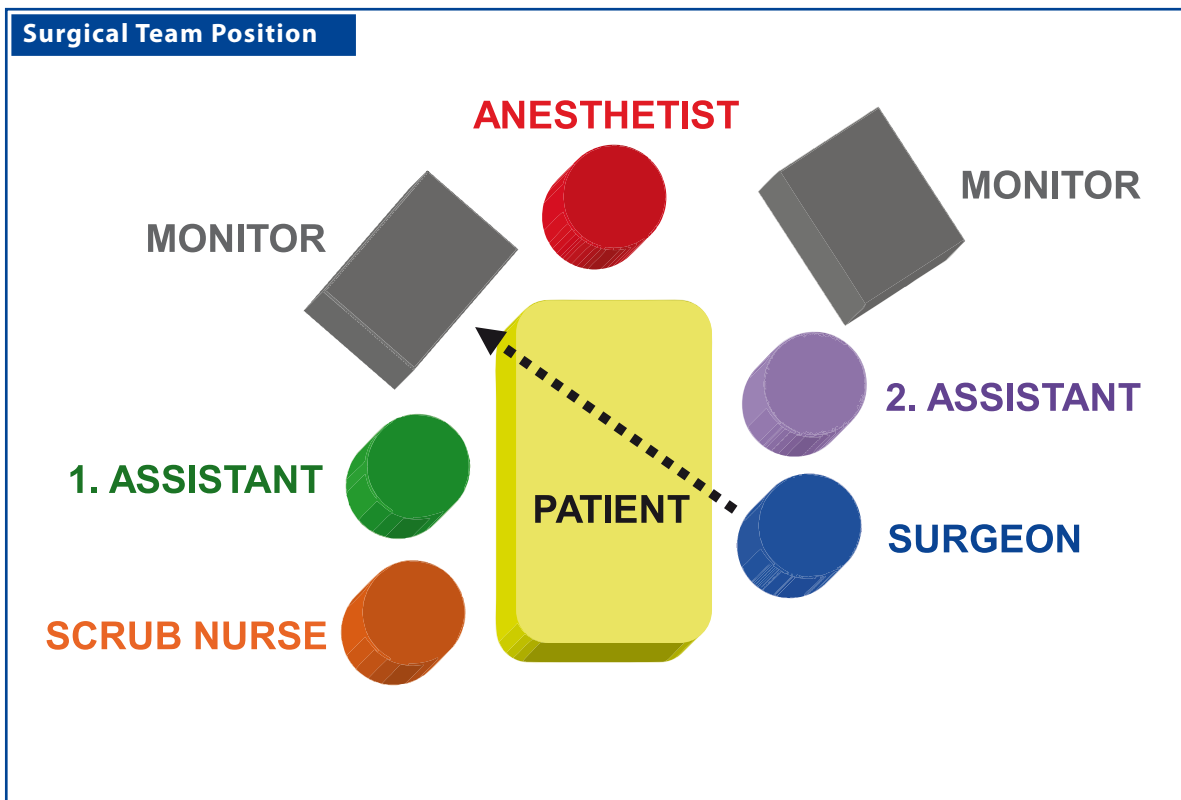 Surgical Team Position
ANESTHETIST
MONITOR
MONITOR
2. ASSISTANT
1. ASSISTANT
PATIENT
SURGEON
SCRUB NURSE